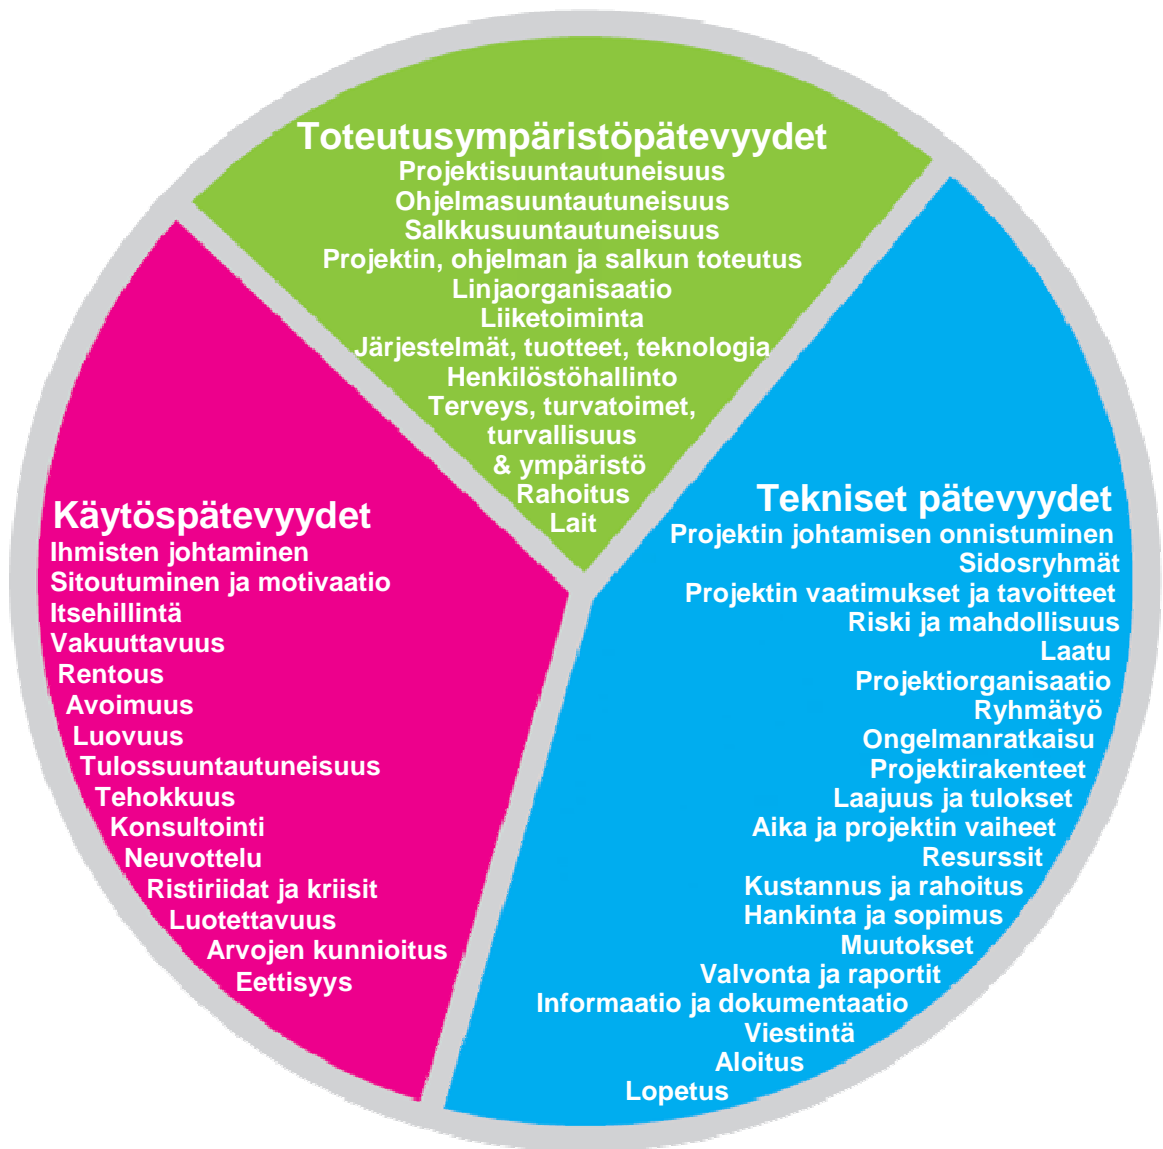 Toteutusympäristöpätevyydet
Projektisuuntautuneisuus
Ohjelmasuuntautuneisuus
Salkkusuuntautuneisuus
Projektin, ohjelman ja salkun toteutus
Linjaorganisaatio
Liiketoiminta
Järjestelmät, tuotteet, teknologia
Henkilöstöhallinto
Terveys, turvatoimet,
turvallisuus
& ympäristö
Rahoitus
Lait
Käytöspätevyydet
Ihmisten johtaminen
Sitoutuminen ja motivaatio
Itsehillintä
Vakuuttavuus
Rentous
Avoimuus
Luovuus
Tulossuuntautuneisuus
Tehokkuus
Konsultointi
Neuvottelu
Ristiriidat ja kriisit
Luotettavuus
Arvojen kunnioitus
Eettisyys
Tekniset pätevyydet
Projektin johtamisen onnistuminen
Sidosryhmät
Projektin vaatimukset ja tavoitteet
Riski ja mahdollisuus
Laatu
Projektiorganisaatio
Ryhmätyö
Ongelmanratkaisu
Projektirakenteet
Laajuus ja tulokset
Aika ja projektin vaiheet
Resurssit
Kustannus ja rahoitus
Hankinta ja sopimus
Muutokset
Valvonta ja raportit
Informaatio ja dokumentaatio
Viestintä
Aloitus
Lopetus